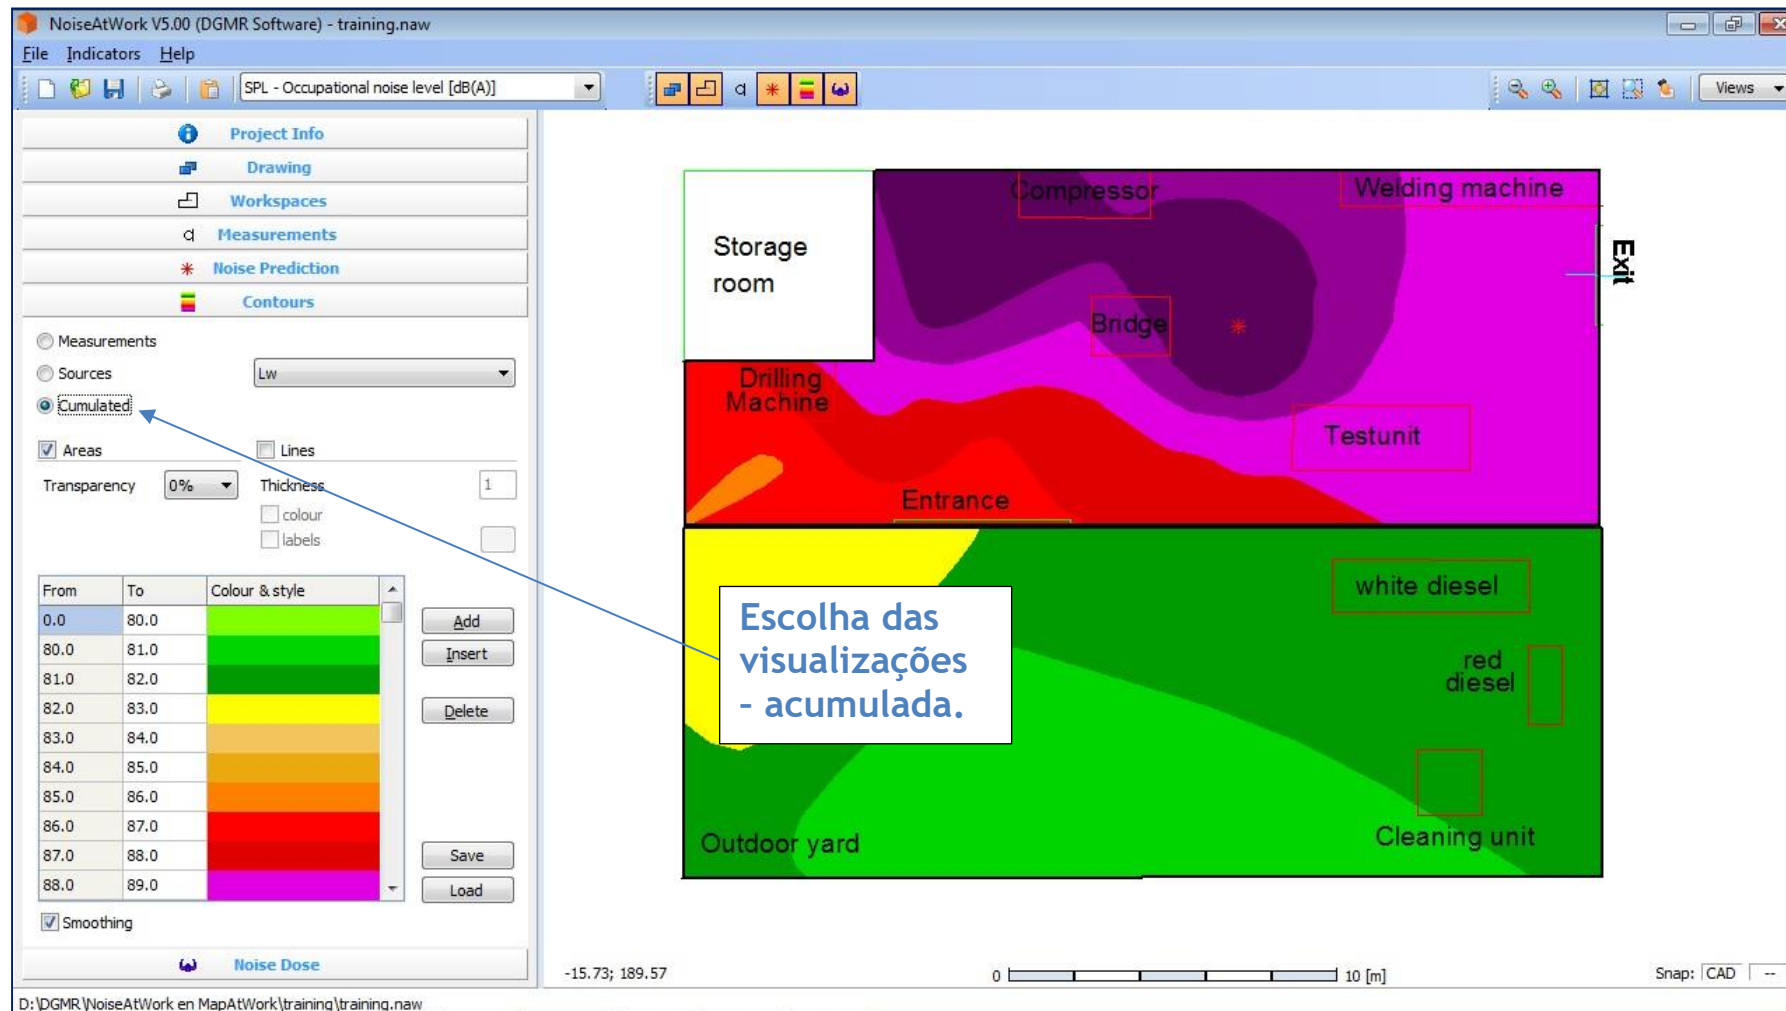 NoiseAtWork V5.00 (DGMR Software) - training.naw
File Indicators Help
SPL - Occupational noise level [dB(A)]
Views
Project Info
Drawing
Workspaces
Measurements
Noise Prediction
Contours
Measurements
Sources
Lw
Cumulated
Areas
Lines
Transparency
0%
Thickness
1
colour
labels
From To Colour & style
0.0 80.0
80.0 81.0
81.0 82.0
82.0 83.0
83.0 84.0
84.0 85.0
85.0 86.0
86.0 87.0
87.0 88.0
88.0 89.0
Add
Insert
Delete
Save
Load
Smoothing
Noise Dose
Compressor
Welding machine
Storage
room
Exit
Bridge
Drilling
Machine
Testunit
Entrance
white diesel
Escolha das
visualizações
- acumulada.
red
diesel
Outdoor yard
Cleaning unit
-15.73; 189.57
0
10 [m]
Snap: CAD --
D:\DGMR\NoiseAtWork en MapAtWork\training\training.naw